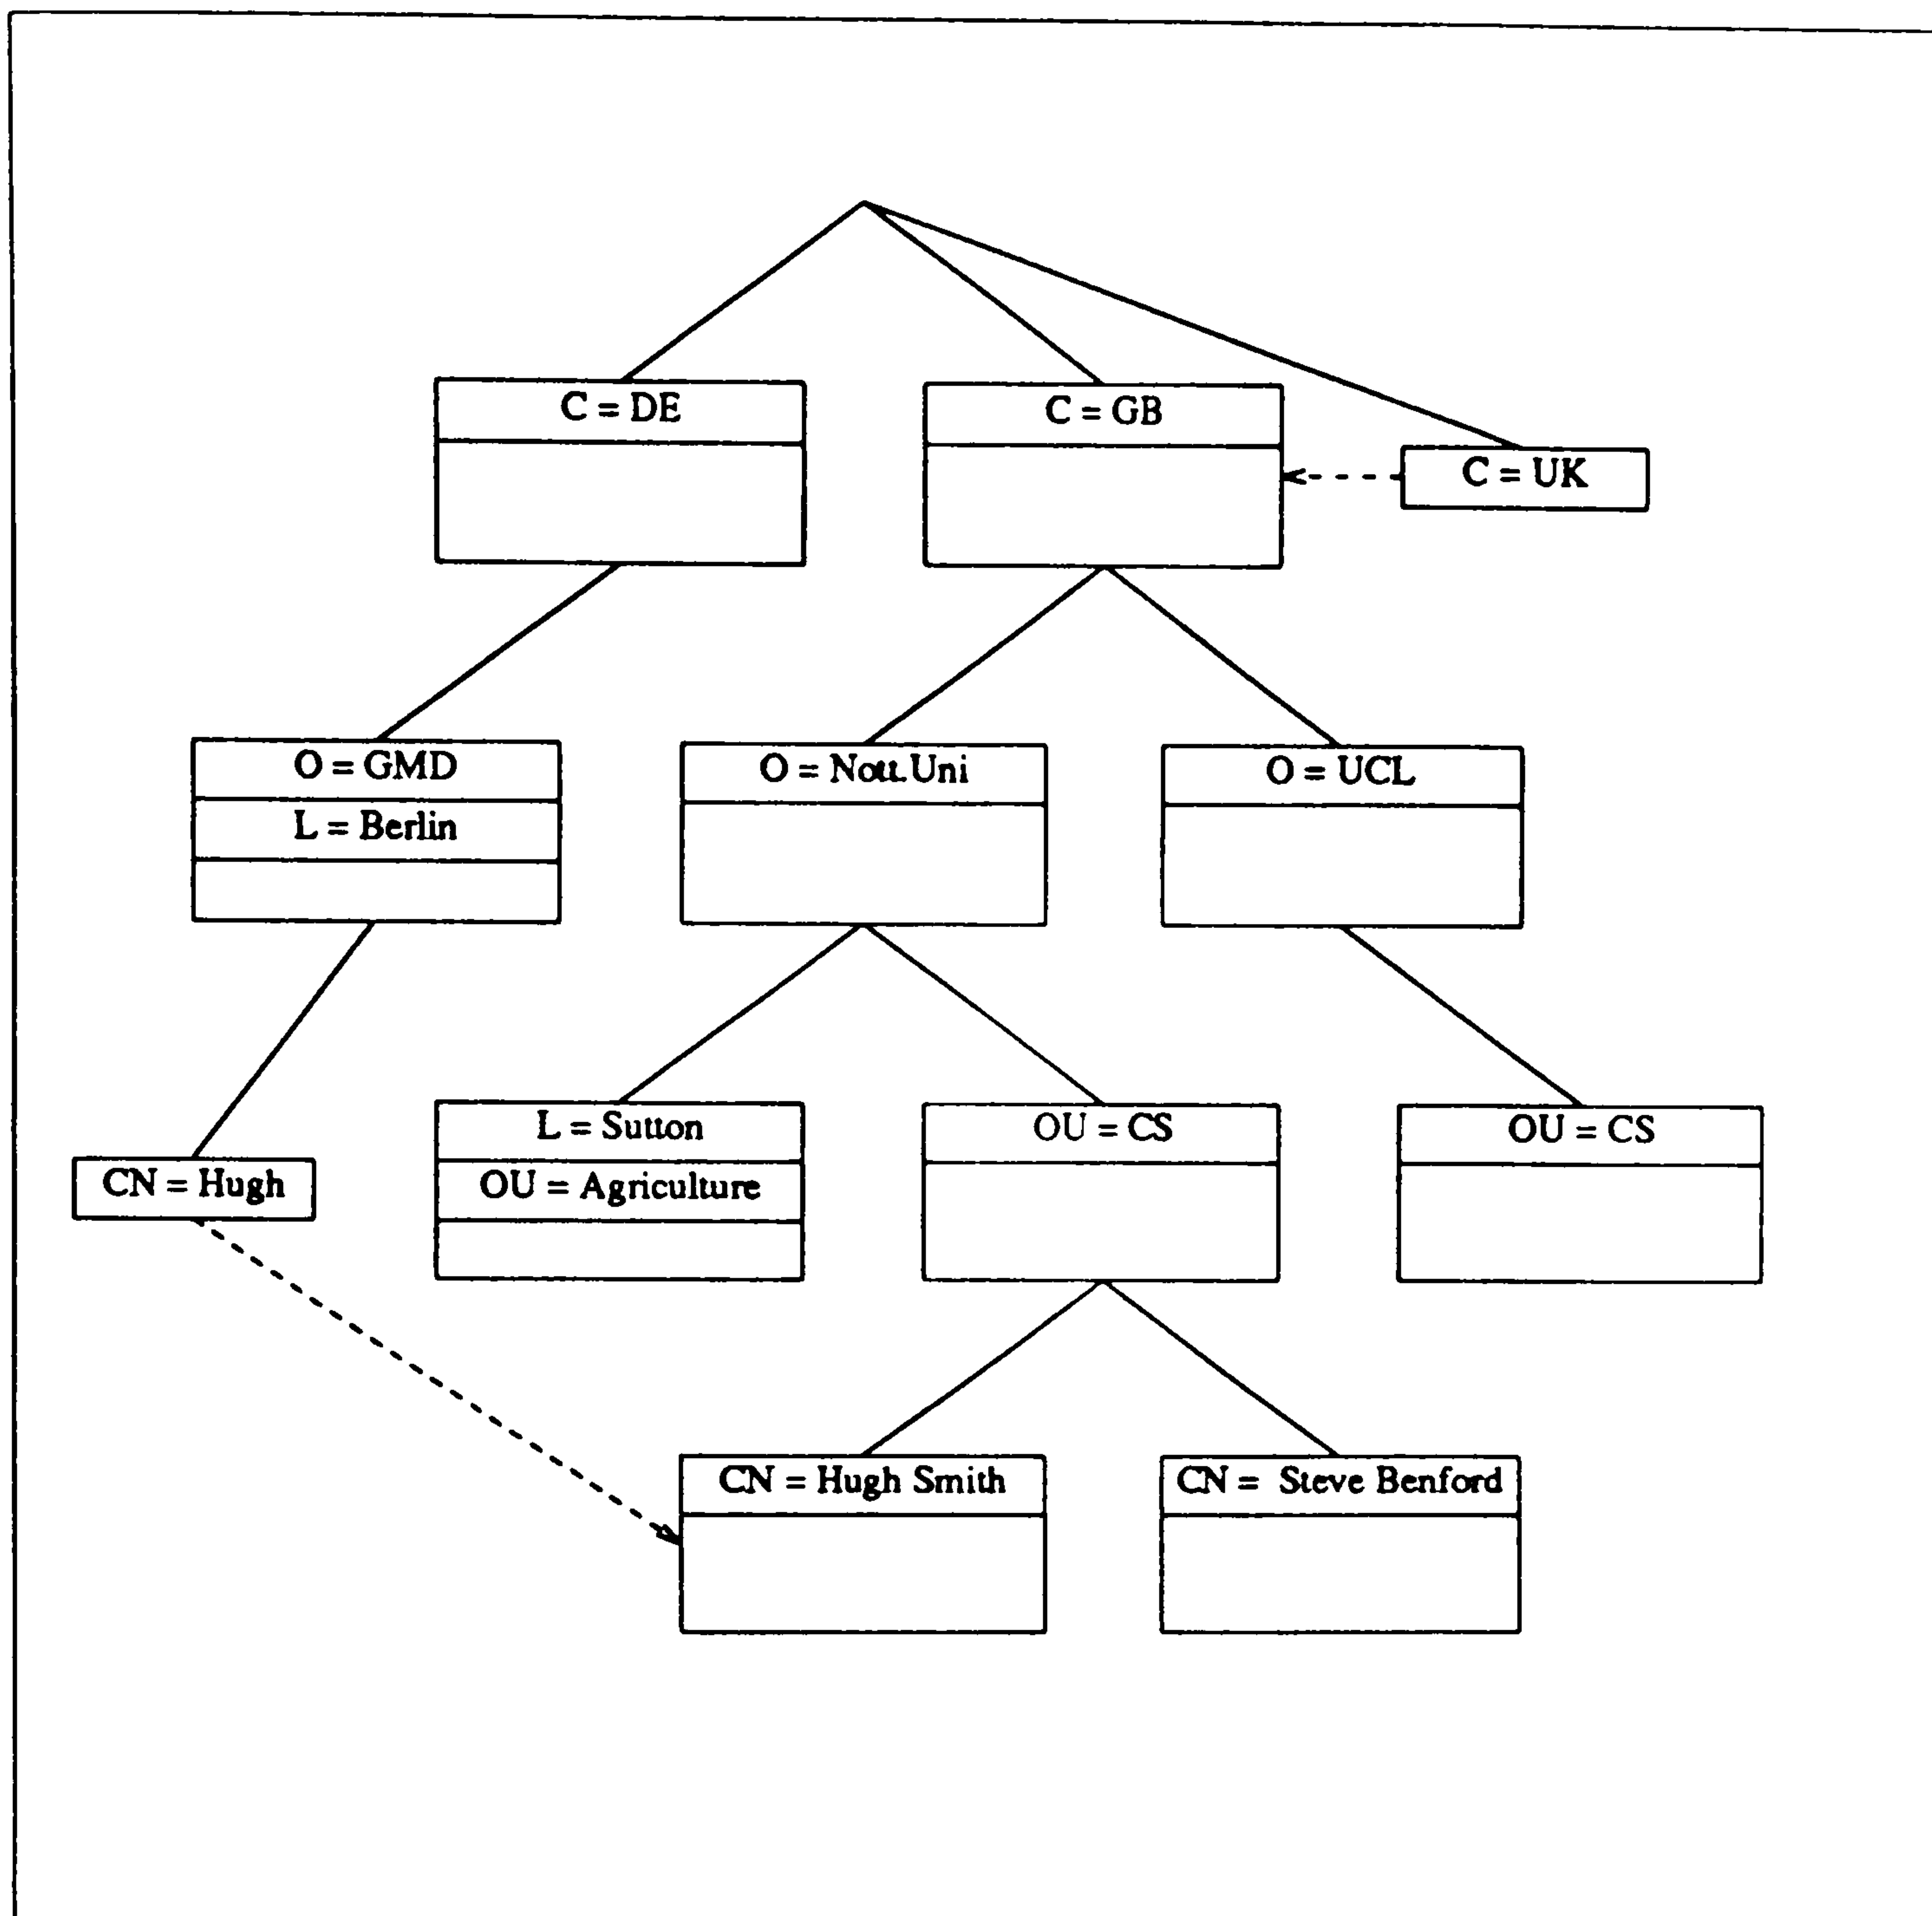 C = DE
C = GB
C = UK
O = GMD
L = Berlin
O = Nott.Uni
O = UCL
CN = Hugh
L = Sutton
OU = Agriculture
OU = CS
OU = CS
CN = Hugh Smith
CN = Steve Benford